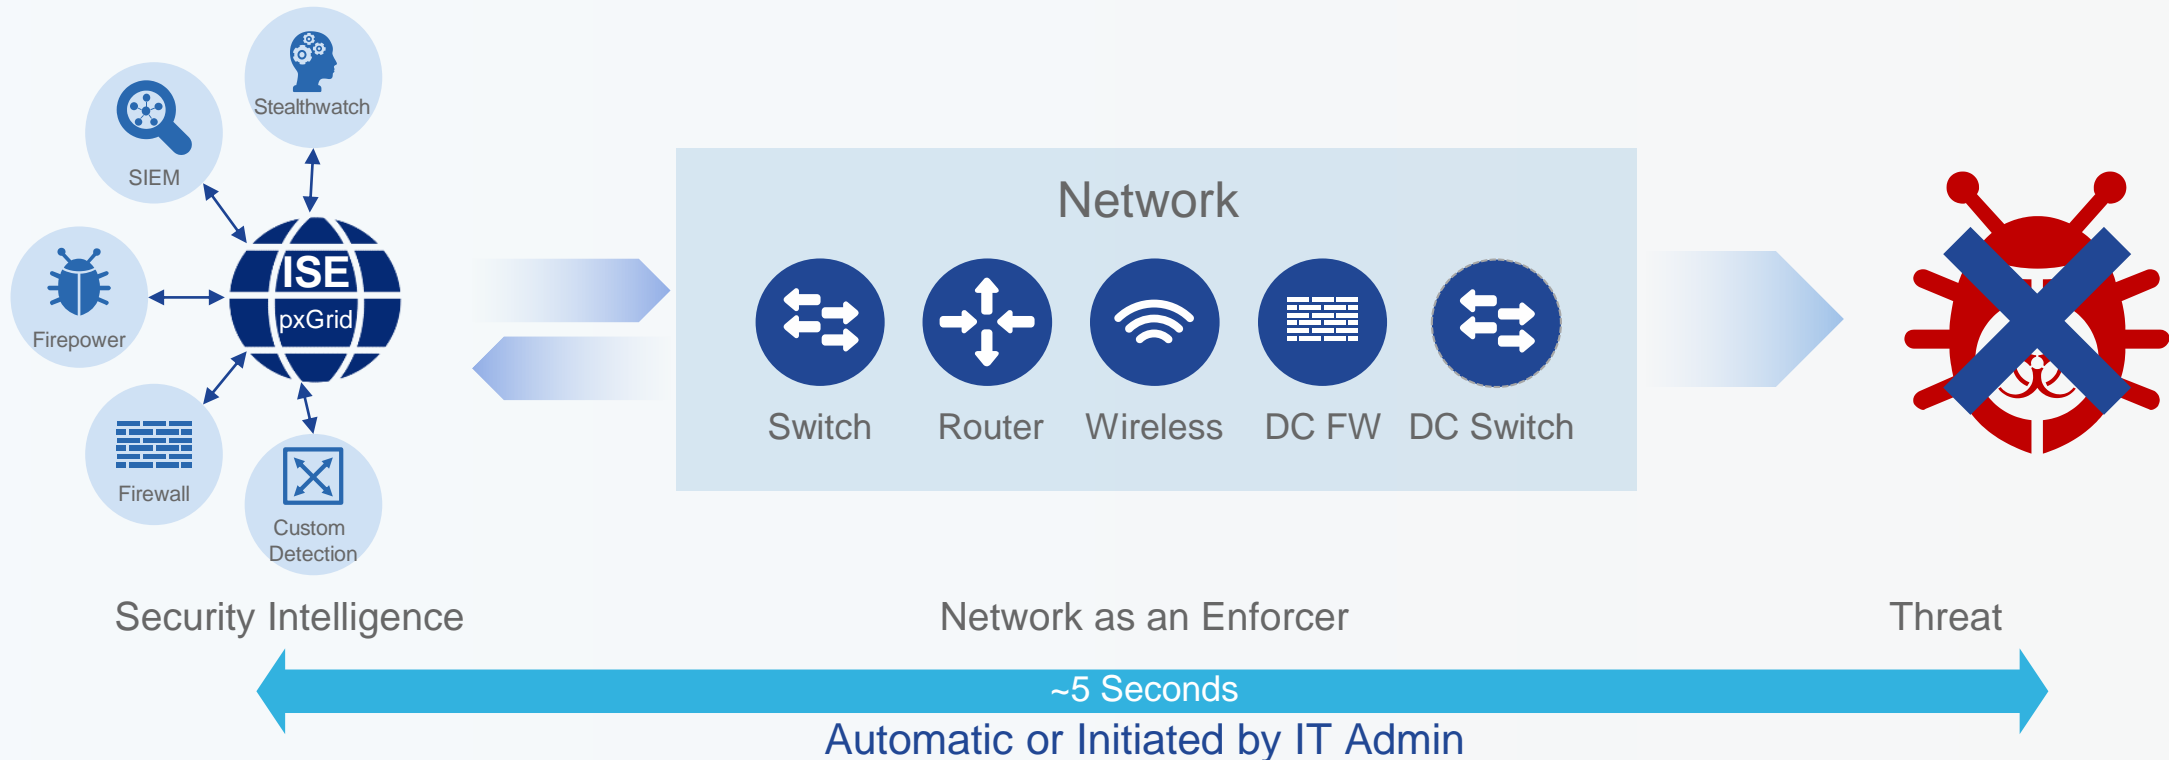 Stealthwatch
SIEM
ISE
pxGrid
Firepower
Firewall
Custom
Detection
Network
Switch
Router
Wireless
DC FW
DC Switch
Security Intelligence
Network as an Enforcer
Threat
~5 Seconds
Automatic or Initiated by IT Admin